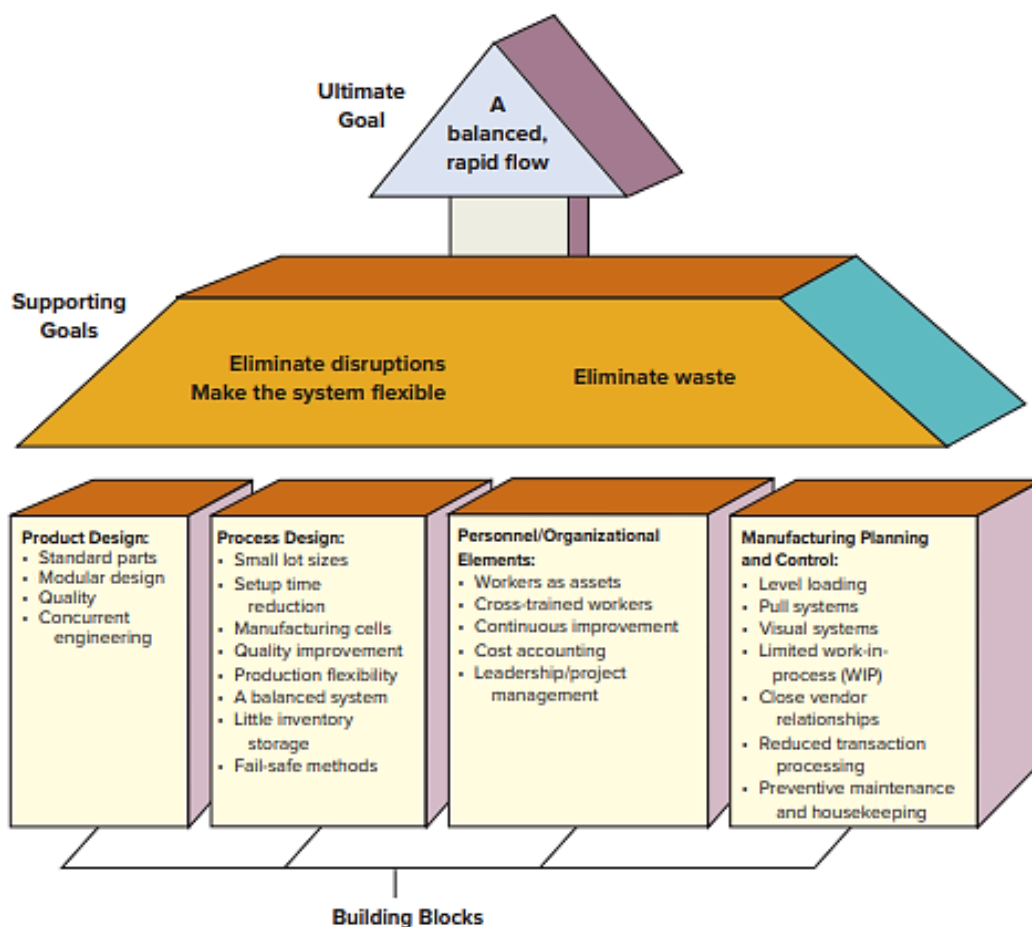 Ultimate
Goal
A
balanced,
rapid flow
Supporting
Goals
Eliminate disruptions
Make the system flexible
Eliminate waste
Product Design:
▪ Standard parts
▪ Modular design
▪ Quality
▪ Concurrent
engineering
Process Design:
▪ Small lot sizes
▪ Setup time
reduction
▪ Manufacturing cells
▪ Quality improvement
▪ Production flexibility
▪ A balanced system
▪ Little inventory
storage
▪ Fail-safe methods
Personnel/Organizational
Elements:
▪ Workers as assets
▪ Cross-trained workers
▪ Continuous improvement
▪ Cost accounting
▪ Leadership/project
management
Manufacturing Planning
and Control:
▪ Level loading
▪ Pull systems
▪ Visual systems
▪ Limited work-in-
process (WIP)
▪ Close vendor
relationships
▪ Reduced transaction
processing
▪ Preventive maintenance
and housekeeping
Building Blocks